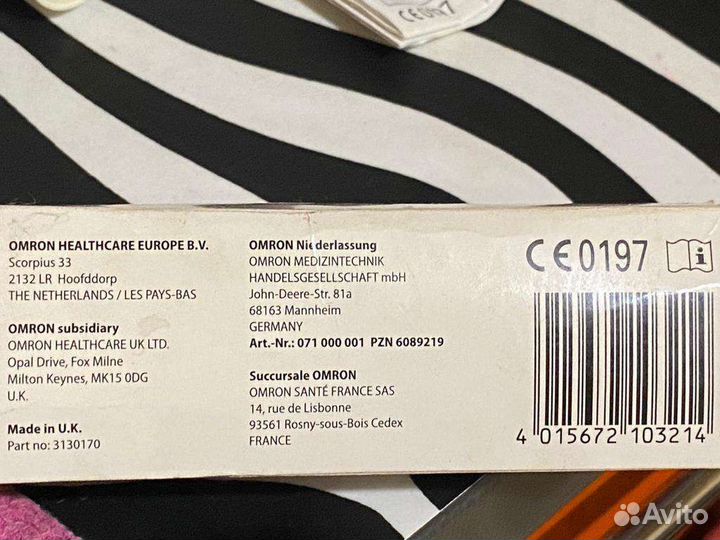 CE0197
OMRON HEALTHCARE EUROPE B.V.
Scorpius 33
2132 LR Hoofddorp
THE NETHERLANDS / LES PAYS-BAS
OMRON subsidiary
OMRON HEALTHCARE UK LTD.
Opal Drive, Fox Milne
Milton Keynes, MK15 0DG
U.K.
Made in U.K.
Part no: 3130170
OMRON Niederlassung
OMRON MEDIZINTECHNIK
HANDELSGESELLSCHAFT mbH
John-Deere-Str. 81a
68163 Mannheim
GERMANY
Art.-Nr.: 071 000 001 PZN 6089219
Succursale OMRON
OMRON SANTÉ FRANCE SAS
14, rue de Lisbonne
93561 Rosny-sous-Bois Cedex
FRANCE
CE0197
4 015672 103214
Avito